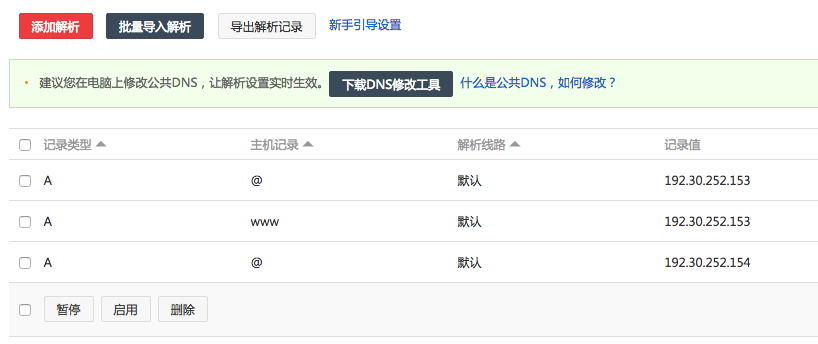 添加解析 批量导入解析 导出解析记录 新手引导设置
• 建议您在电脑上修改公共DNS，让解析设置实时生效。 下载DNS修改工具 什么是公共DNS，如何修改？
记录类型 主机记录 解析线路 记录值
A @ 默认 192.30.252.153
A www 默认 192.30.252.153
A @ 默认 192.30.252.154
暂停 启用 删除